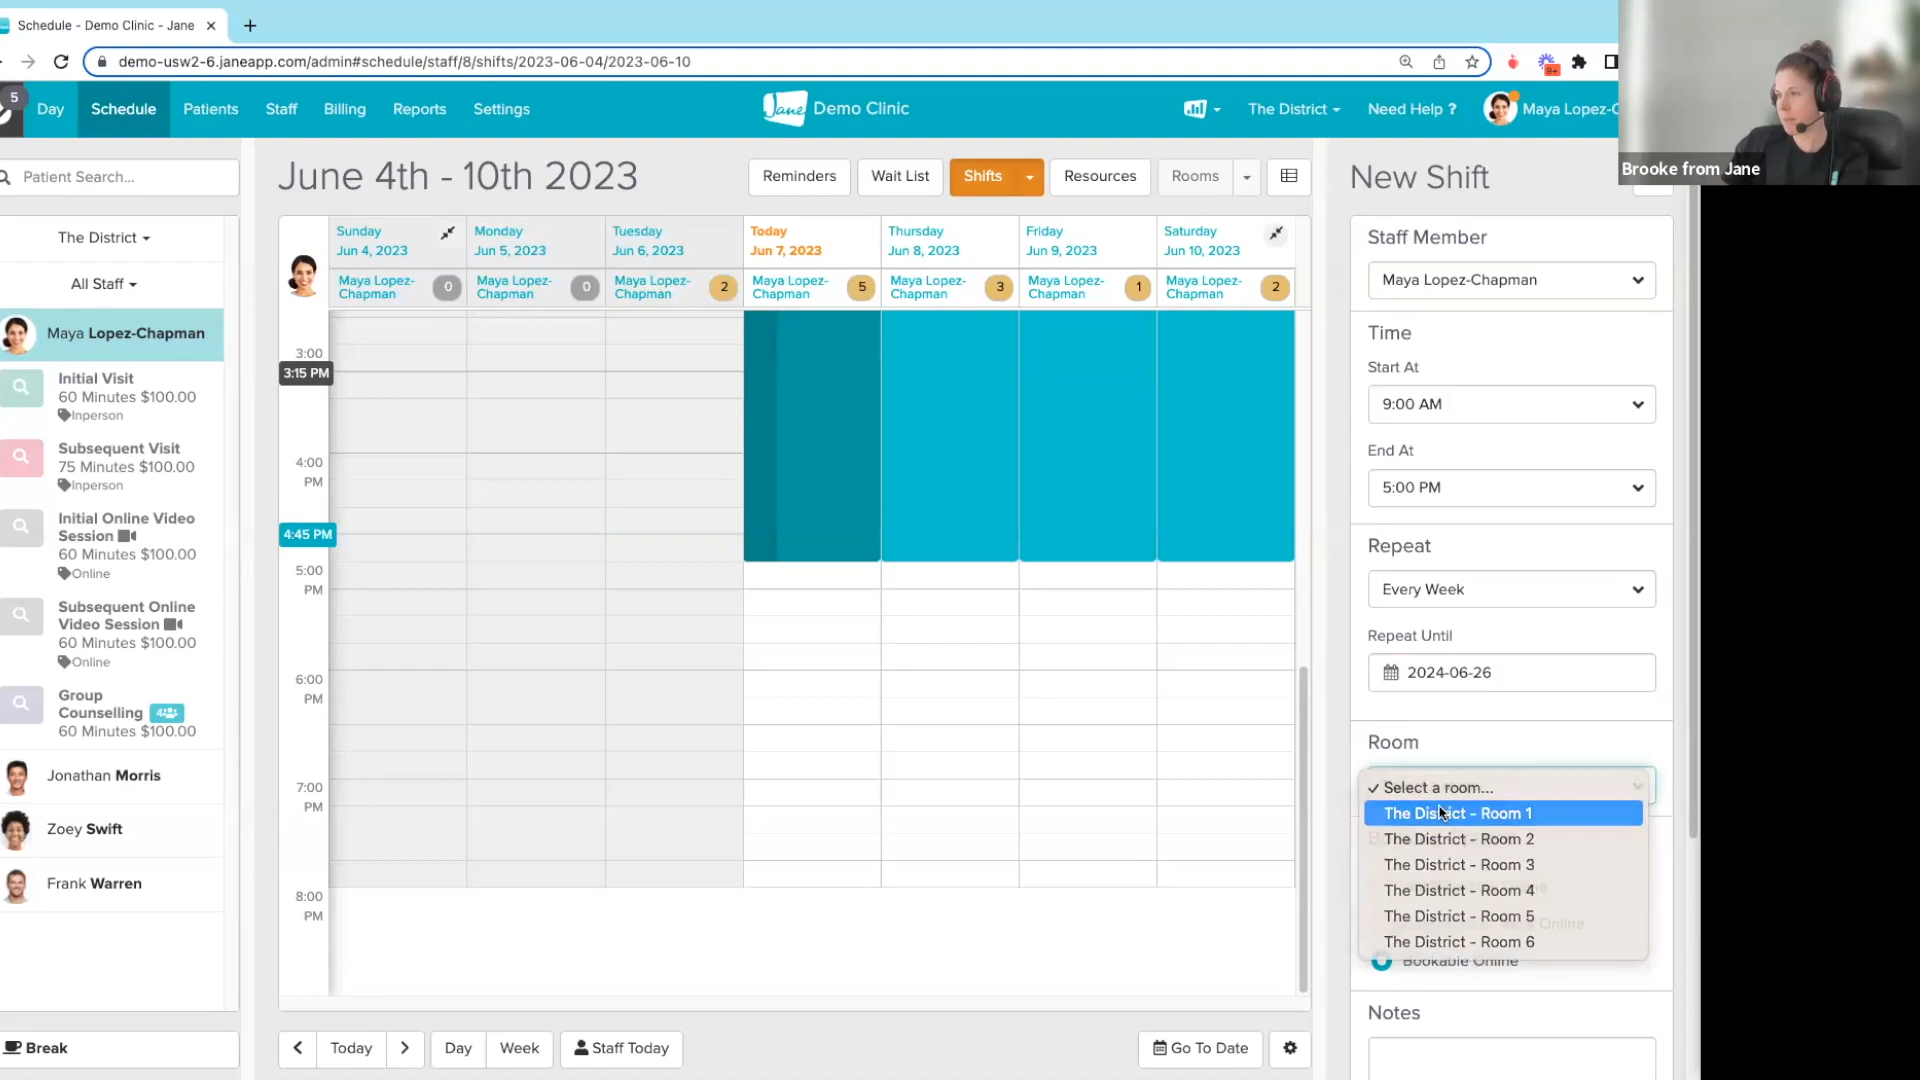 Schedule - Demo Clinic - Jane
demo-usw2-6.janeapp.com/admin#schedule/staff/8/shifts/2023-06-04/2023-06-10
9+
Brooke from Jane
5
Day
Schedule
Patients
Staff
Billing
Reports
Settings
Jane
Demo Clinic
The District
Need Help ?
Maya Lopez-C
Patient Search...
The District
All Staff
Maya Lopez-Chapman
Initial Visit
60 Minutes $100.00
Inperson
Subsequent Visit
75 Minutes $100.00
Inperson
Initial Online Video
Session
60 Minutes $100.00
Online
Subsequent Online
Video Session
60 Minutes $100.00
Online
Group
Counselling 4
60 Minutes $100.00
Jonathan Morris
Zoey Swift
Frank Warren
Break
June 4th - 10th 2023
Reminders
Wait List
Shifts
Resources
Rooms
Sunday
Jun 4, 2023
Monday
Jun 5, 2023
Tuesday
Jun 6, 2023
Today
Jun 7, 2023
Thursday
Jun 8, 2023
Friday
Jun 9, 2023
Saturday
Jun 10, 2023
Maya Lopez-
Chapman
0
Maya Lopez-
Chapman
0
Maya Lopez-
Chapman
2
Maya Lopez-
Chapman
5
Maya Lopez-
Chapman
3
Maya Lopez-
Chapman
1
Maya Lopez-
Chapman
2
3:00
3:15 PM
4:00
PM
4:45 PM
5:00
PM
6:00
PM
7:00
PM
8:00
PM
Today
Day
Week
Staff Today
Go To Date
New Shift
Staff Member
Maya Lopez-Chapman
Time
Start At
9:00 AM
End At
5:00 PM
Repeat
Every Week
Repeat Until
2024-06-26
Room
✓ Select a room...
The District - Room 1
The District - Room 2
The District - Room 3
The District - Room 4
The District - Room 5
Online
The District - Room 6
Bookable Online
Notes